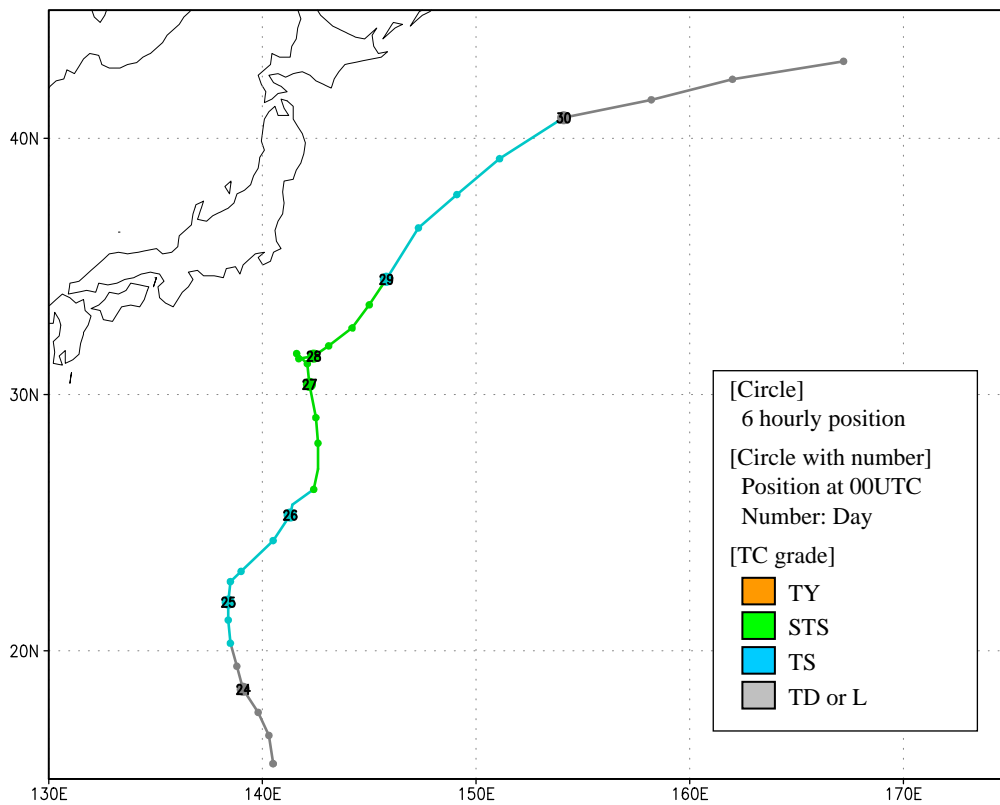 30
40N
29
28
27
30N
26
25
24
20N
130E
140E
150E
160E
170E
[Circle]
6 hourly position
[Circle with number]
Position at 00UTC
Number: Day
[TC grade]
TY
STS
TS
TD or L